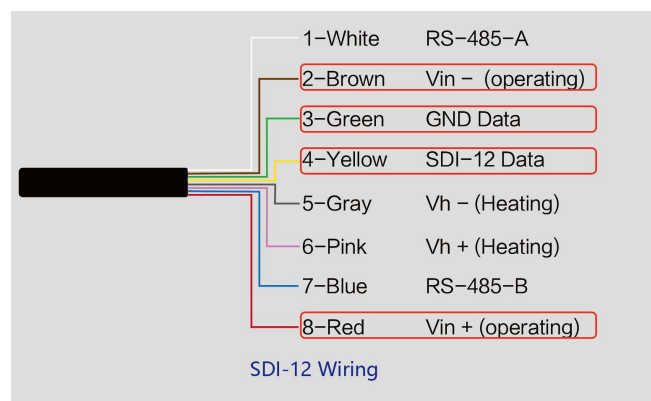 1-White RS-485-A
2-Brown Vin - (operating)
3-Green GND Data
4-Yellow SDI-12 Data
5-Gray Vh - (Heating)
6-Pink Vh + (Heating)
7-Blue RS-485-B
8-Red Vin + (operating)
SDI-12 Wiring